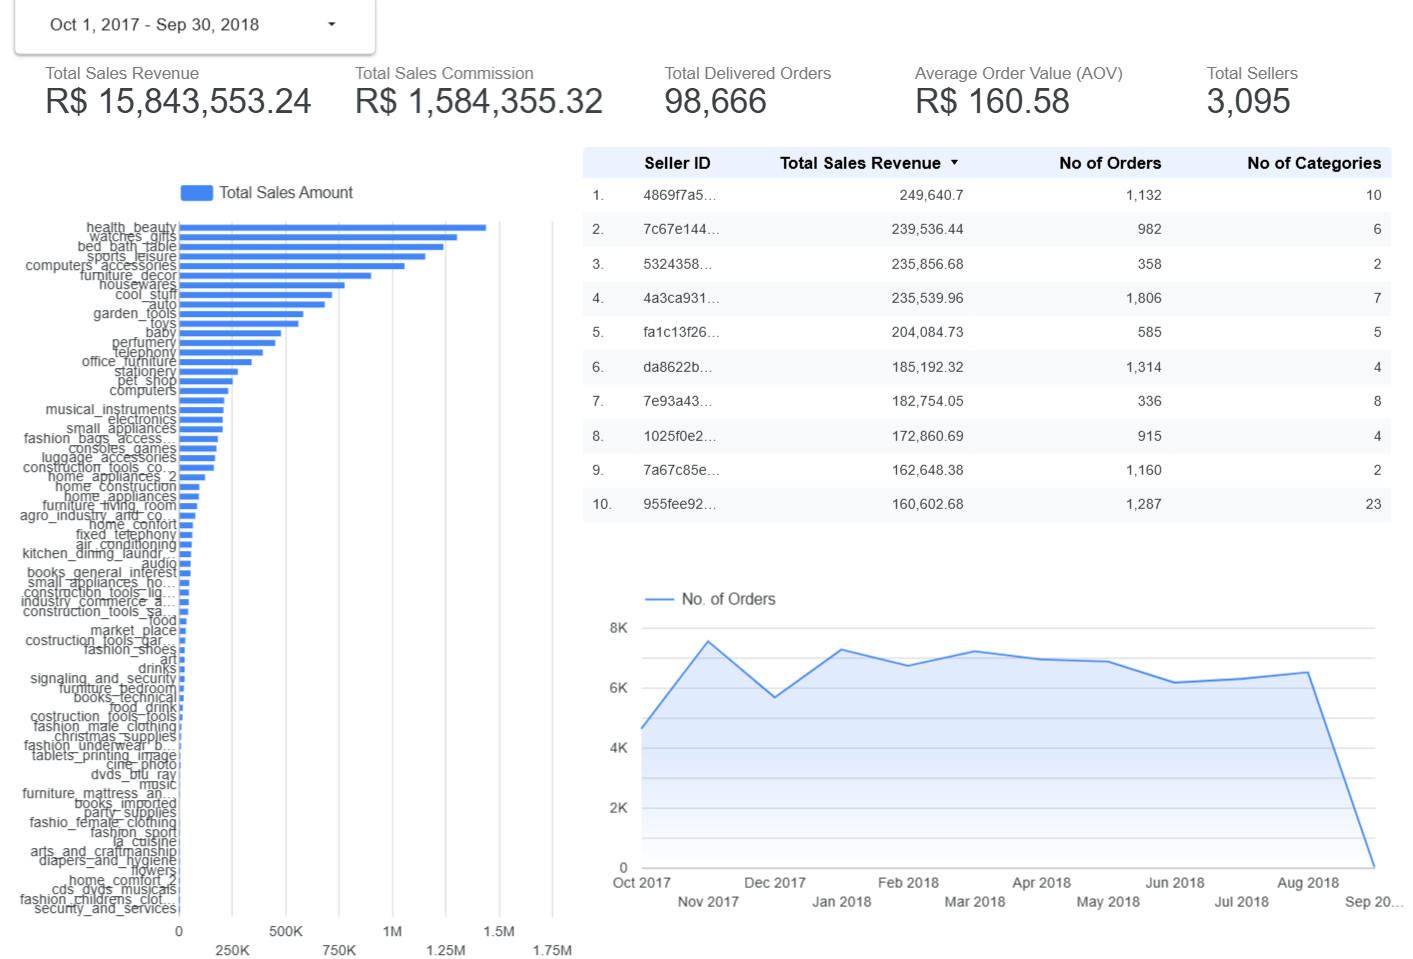 Oct 1, 2017 - Sep 30, 2018
Total Sales Revenue
R$ 15,843,553.24
Total Sales Commission
R$ 1,584,355.32
Total Delivered Orders
98,666
Average Order Value (AOV)
R$ 160.58
Total Sellers
3,095
Total Sales Amount
health_beauty
watches_gifts
bed_bath_table
sports_leisure
computers_accessories
furniture_decor
housewares
cool_stuff
auto
garden_tools
toys
baby
perfumery
telephony
office_furniture
stationery
pet_shop
computers
musical_instruments
electronics
small_appliances
fashion_bags_access...
consoles_games
luggage_accessories
construction_tools_co...
home_appliances_2
home_construction
home_appliances
furniture_living_room
agro_industry_and_co...
home_confort
fixed_telephony
air_conditioning
kitchen_dining_laundr...
audio
books_general_interest
small_appliances_ho...
construction_tools_lig...
industry_commerce_a...
construction_tools_sa...
food
market_place
costruction_tools_gar...
fashion_shoes
art
drinks
signaling_and_security
furniture_bedroom
books_technical
food_drink
costruction_tools_tools
fashion_male_clothing
christmas_supplies
fashion_underwear_b...
tablets_printing_image
cine_photo
dvds_blu_ray
music
furniture_mattress_an...
books_imported
party_supplies
fashio_female_clothing
fashion_sport
la_cuisine
arts_and_craftmanship
diapers_and_hygiene
flowers
home_comfort_2
cds_dvds_musicals
fashion_childrens_clot...
security_and_services
0 500K 1M 1.5M
250K 750K 1.25M 1.75M
Seller ID Total Sales Revenue No of Orders No of Categories
1. 4869f7a5... 249,640.7 1,132 10
2. 7c67e144... 239,536.44 982 6
3. 5324358... 235,856.68 358 2
4. 4a3ca931... 235,539.96 1,806 7
5. fa1c13f26... 204,084.73 585 5
6. da8622b... 185,192.32 1,314 4
7. 7e93a43... 182,754.05 336 8
8. 1025f0e2... 172,860.69 915 4
9. 7a67c85e... 162,648.38 1,160 2
10. 955fee92... 160,602.68 1,287 23
No. of Orders
8K
6K
4K
2K
0
Oct 2017 Dec 2017 Feb 2018 Apr 2018 Jun 2018 Aug 2018
Nov 2017 Jan 2018 Mar 2018 May 2018 Jul 2018 Sep 20...